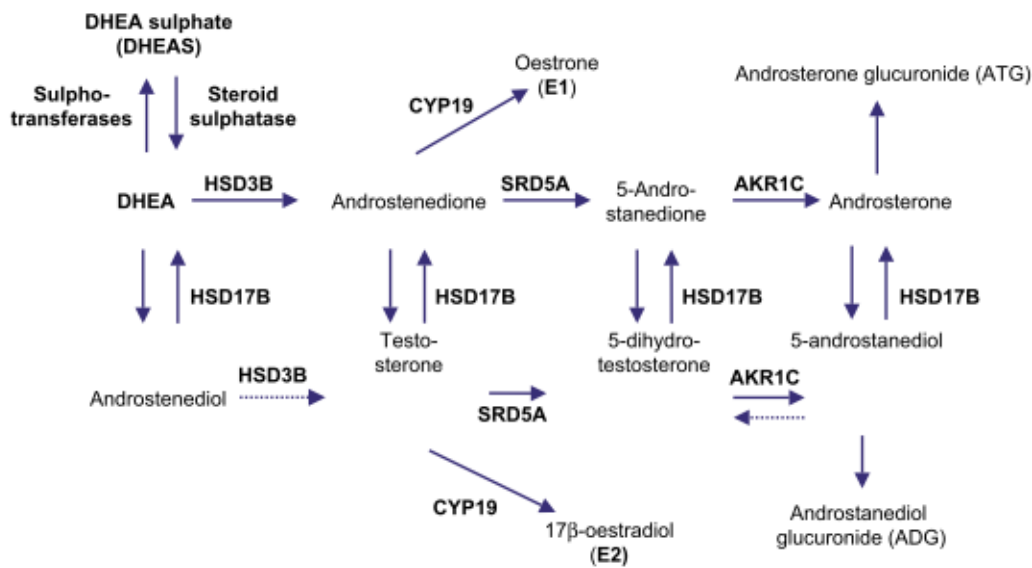 DHEA sulphate
(DHEAS)
Sulpho-
transferases
Steroid
sulphatase
Oestrone
(E1)
CYP19
Androsterone glucuronide (ATG)
DHEA
HSD3B
Androstenedione
SRD5A
5-Andro-
stanedione
AKR1C
Androsterone
HSD17B
HSD17B
HSD17B
HSD17B
Androstenediol
HSD3B
Testo-
sterone
SRD5A
5-dihydro-
testosterone
AKR1C
5-androstanediol
CYP19
17β-oestradiol
(E2)
Androstanediol
glucuronide (ADG)